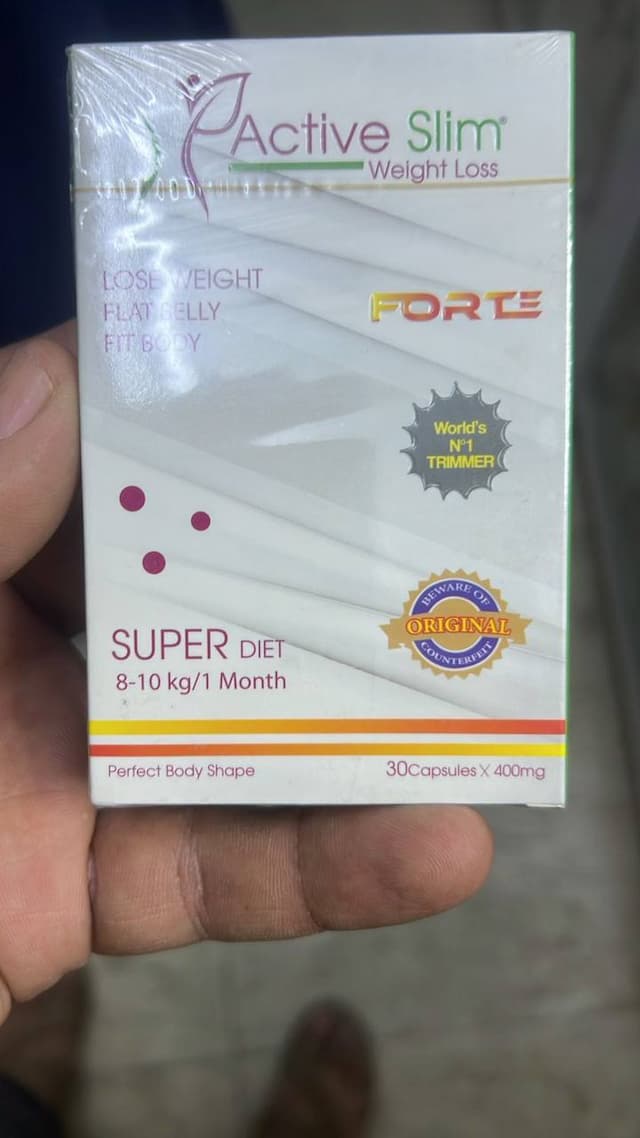 Active Slim®
Weight Loss
LOSE WEIGHT
FLAT BELLY
FIT BODY
FORTE
World's
N°1
TRIMMER
BEWARE OF
ORIGINAL
COUNTERFEIT
SUPER DIET
8-10 kg/1 Month
Perfect Body Shape
30Capsules X 400mg